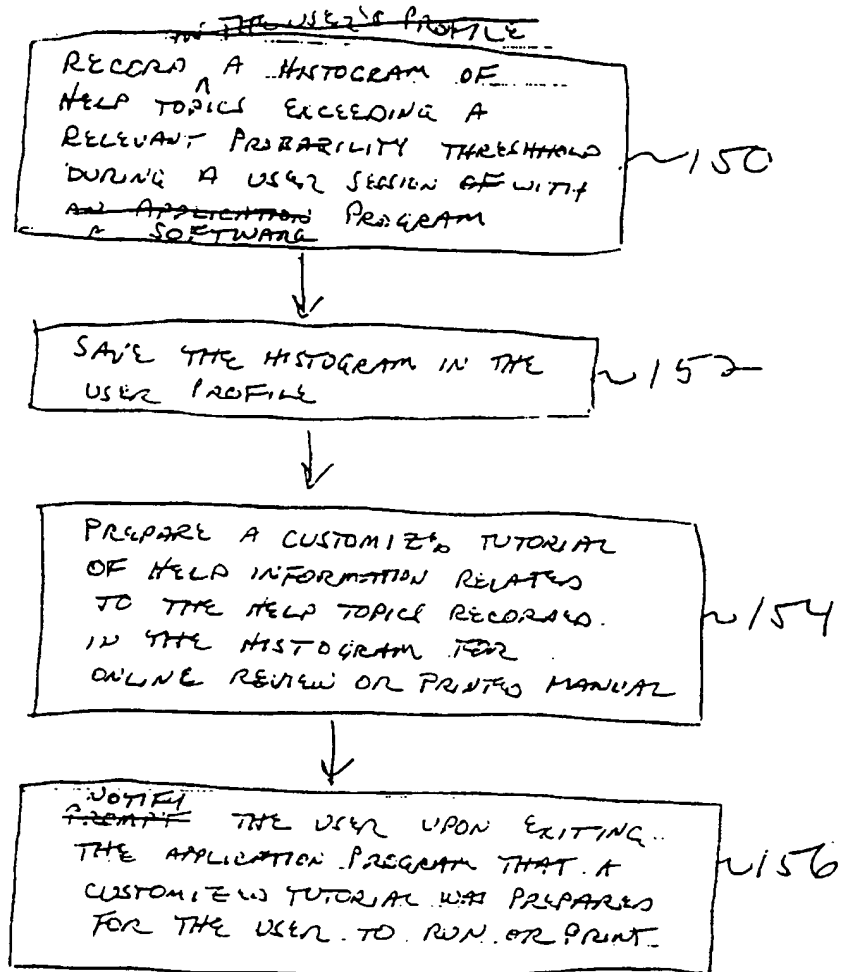 IN THE USER'S PROFILE
RECORD ^ A HISTOGRAM OF
HELP TOPICS EXCEEDING A
RELEVANT PROBABILITY THRESHHOLD
DURING A USER SESSION OF WITH
AN APPLICATION PROGRAM
A SOFTWARE
~150
SAVE THE HISTOGRAM IN THE
USER PROFILE
~152
PREPARE A CUSTOMIZED TUTORIAL
OF HELP INFORMATION RELATED
TO THE HELP TOPICS RECORDED
IN THE HISTOGRAM FOR
ONLINE REVIEW OR PRINTED MANUAL
~154
NOTIFY
PROMPT THE USER UPON EXITING
THE APPLICATION PROGRAM THAT A
CUSTOMIZED TUTORIAL WAS PREPARED
FOR THE USER TO RUN OR PRINT
~156